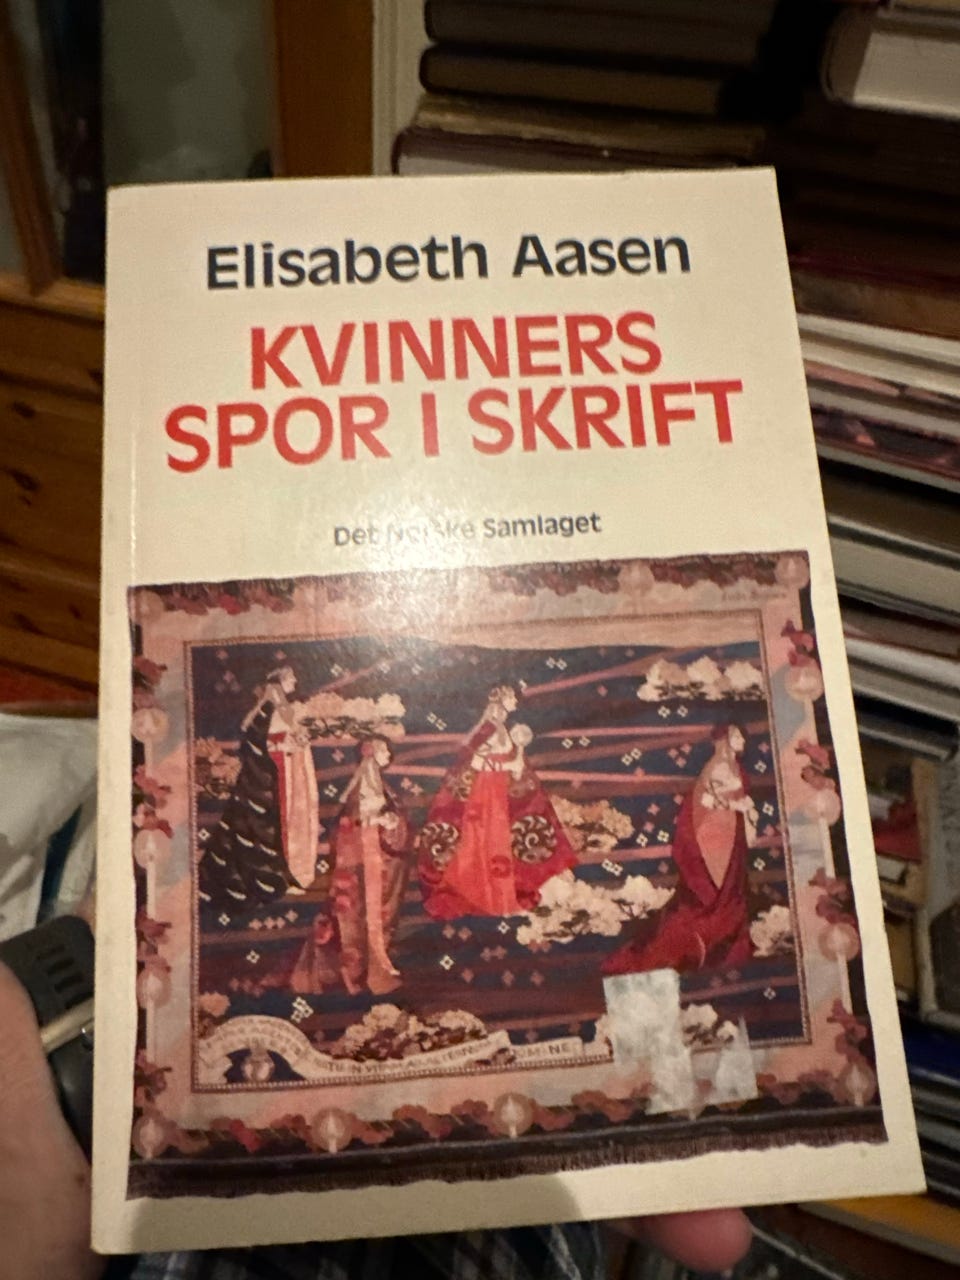 Elisabeth Aasen
KVINNERS
SPOR I SKRIFT
Det Norske Samlaget